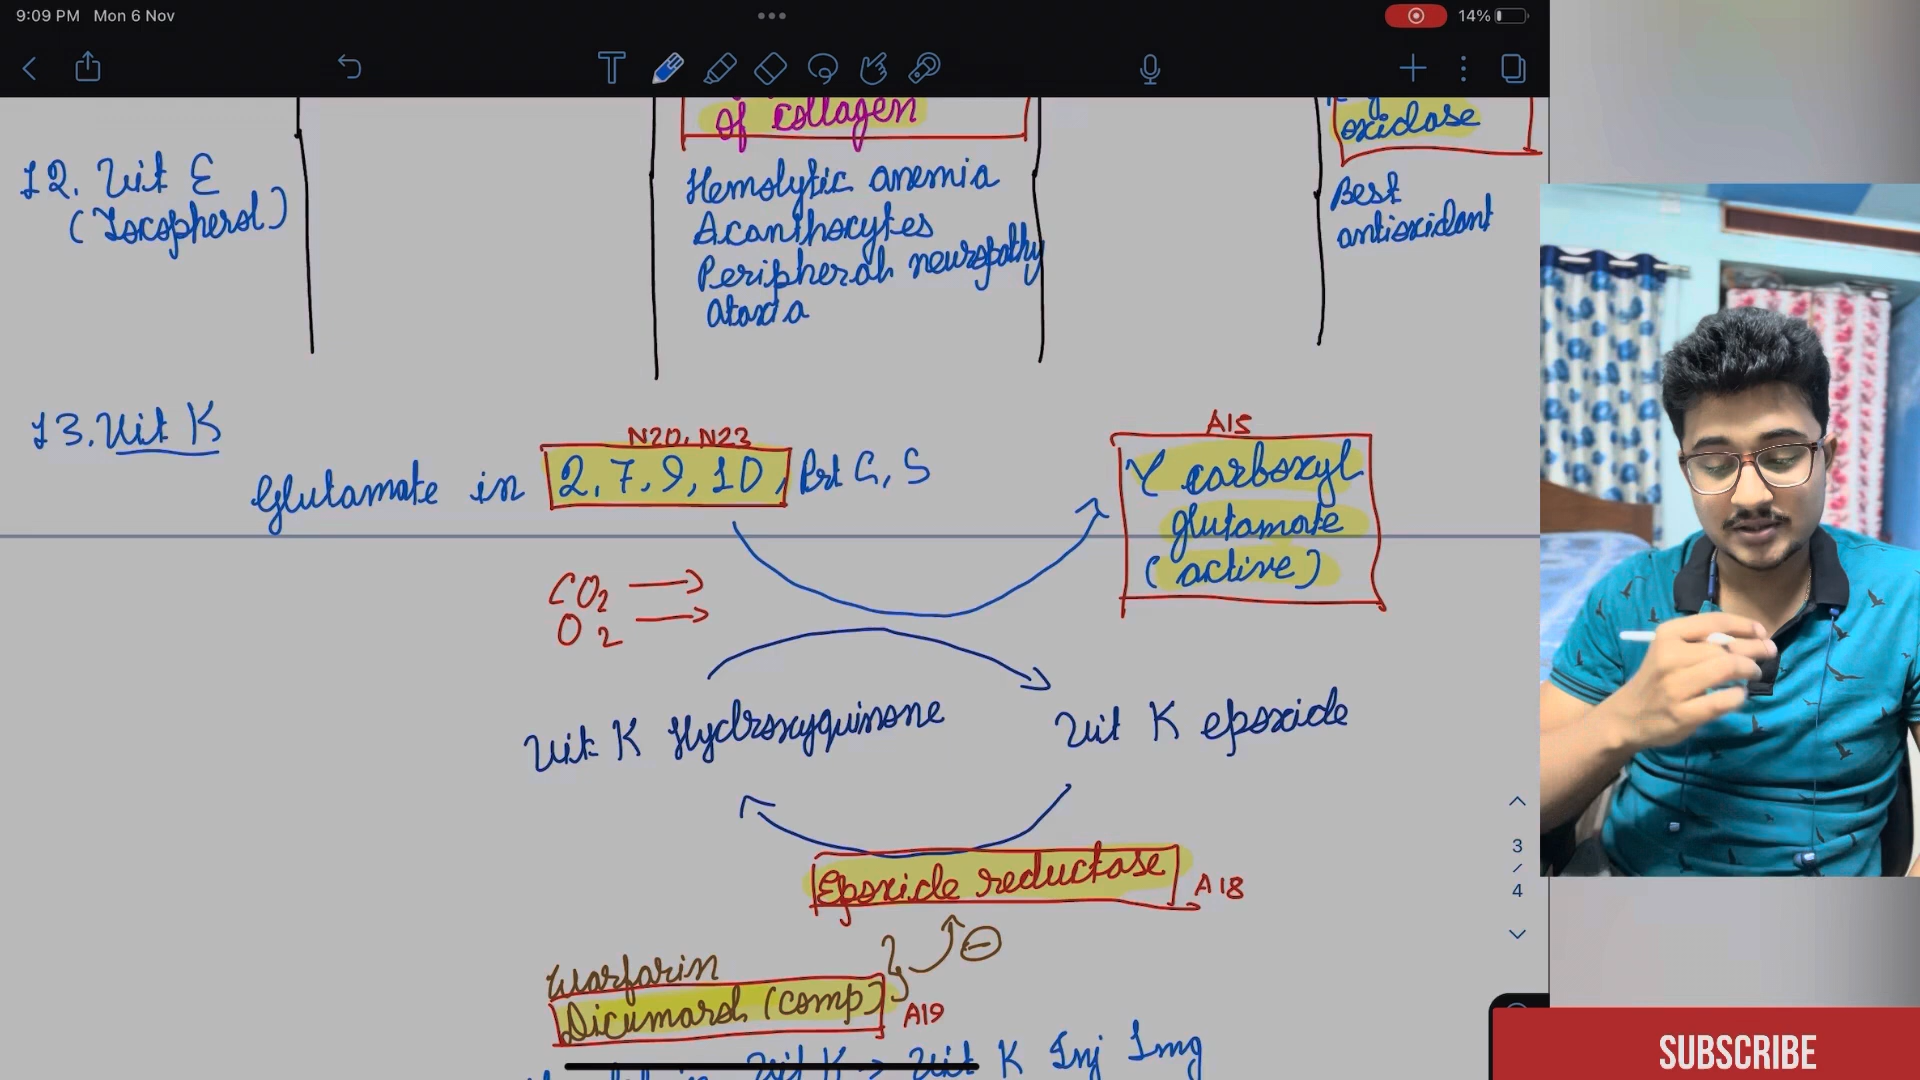 9:09 PM Mon 6 Nov
14%
of collagen
oxidase
12. Vit E
(Tocopherol)
Hemolytic anemia
Acanthocytes
Peripheral neuropathy
Ataxia
Best
antioxidant
13. Vit K
N20, N23
Glutamate in 2, 7, 9, 10, Prt C, S
A15
γ carboxyl
glutamate
(active)
CO2
O2
Vit K Hydroxyquinone
Vit K epoxide
Epoxide reductase A18
Warfarin
Dicumarol (comp) A19
Vit K → Vit K Inj 1mg
3
4
SUBSCRIBE